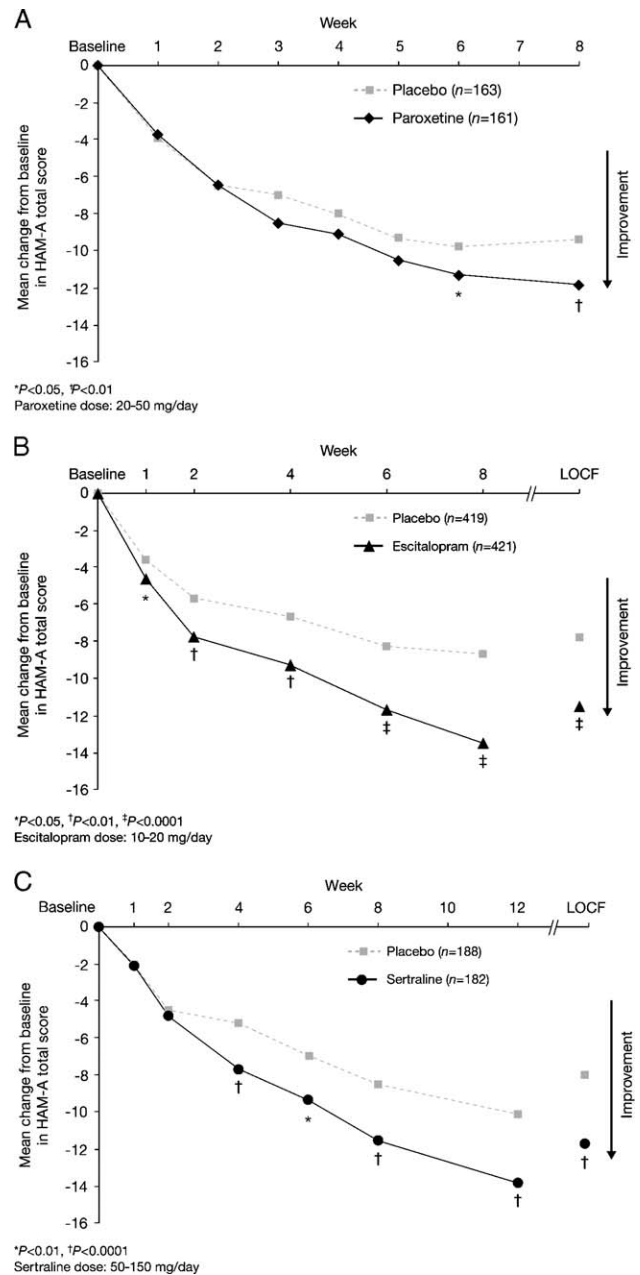 A
Week
Baseline 1 2 3 4 5 6 7 8
0
-2
-4
-6
-8
-10
-12
-14
-16
Mean change from baseline
in HAM-A total score
Placebo (n=163)
Paroxetine (n=161)
Improvement
*
†
*P<0.05, †P<0.01
Paroxetine dose: 20-50 mg/day
B
Week
Baseline 1 2 4 6 8 LOCF
0
-2
-4
-6
-8
-10
-12
-14
-16
Mean change from baseline
in HAM-A total score
Placebo (n=419)
Escitalopram (n=421)
Improvement
*
†
†
‡
‡
‡
*P<0.05, †P<0.01, ‡P<0.0001
Escitalopram dose: 10-20 mg/day
C
Week
Baseline 1 2 4 6 8 10 12 LOCF
0
-2
-4
-6
-8
-10
-12
-14
-16
Mean change from baseline
in HAM-A total score
Placebo (n=188)
Sertraline (n=182)
Improvement
†
*
†
†
†
*P<0.01, †P<0.0001
Sertraline dose: 50-150 mg/day